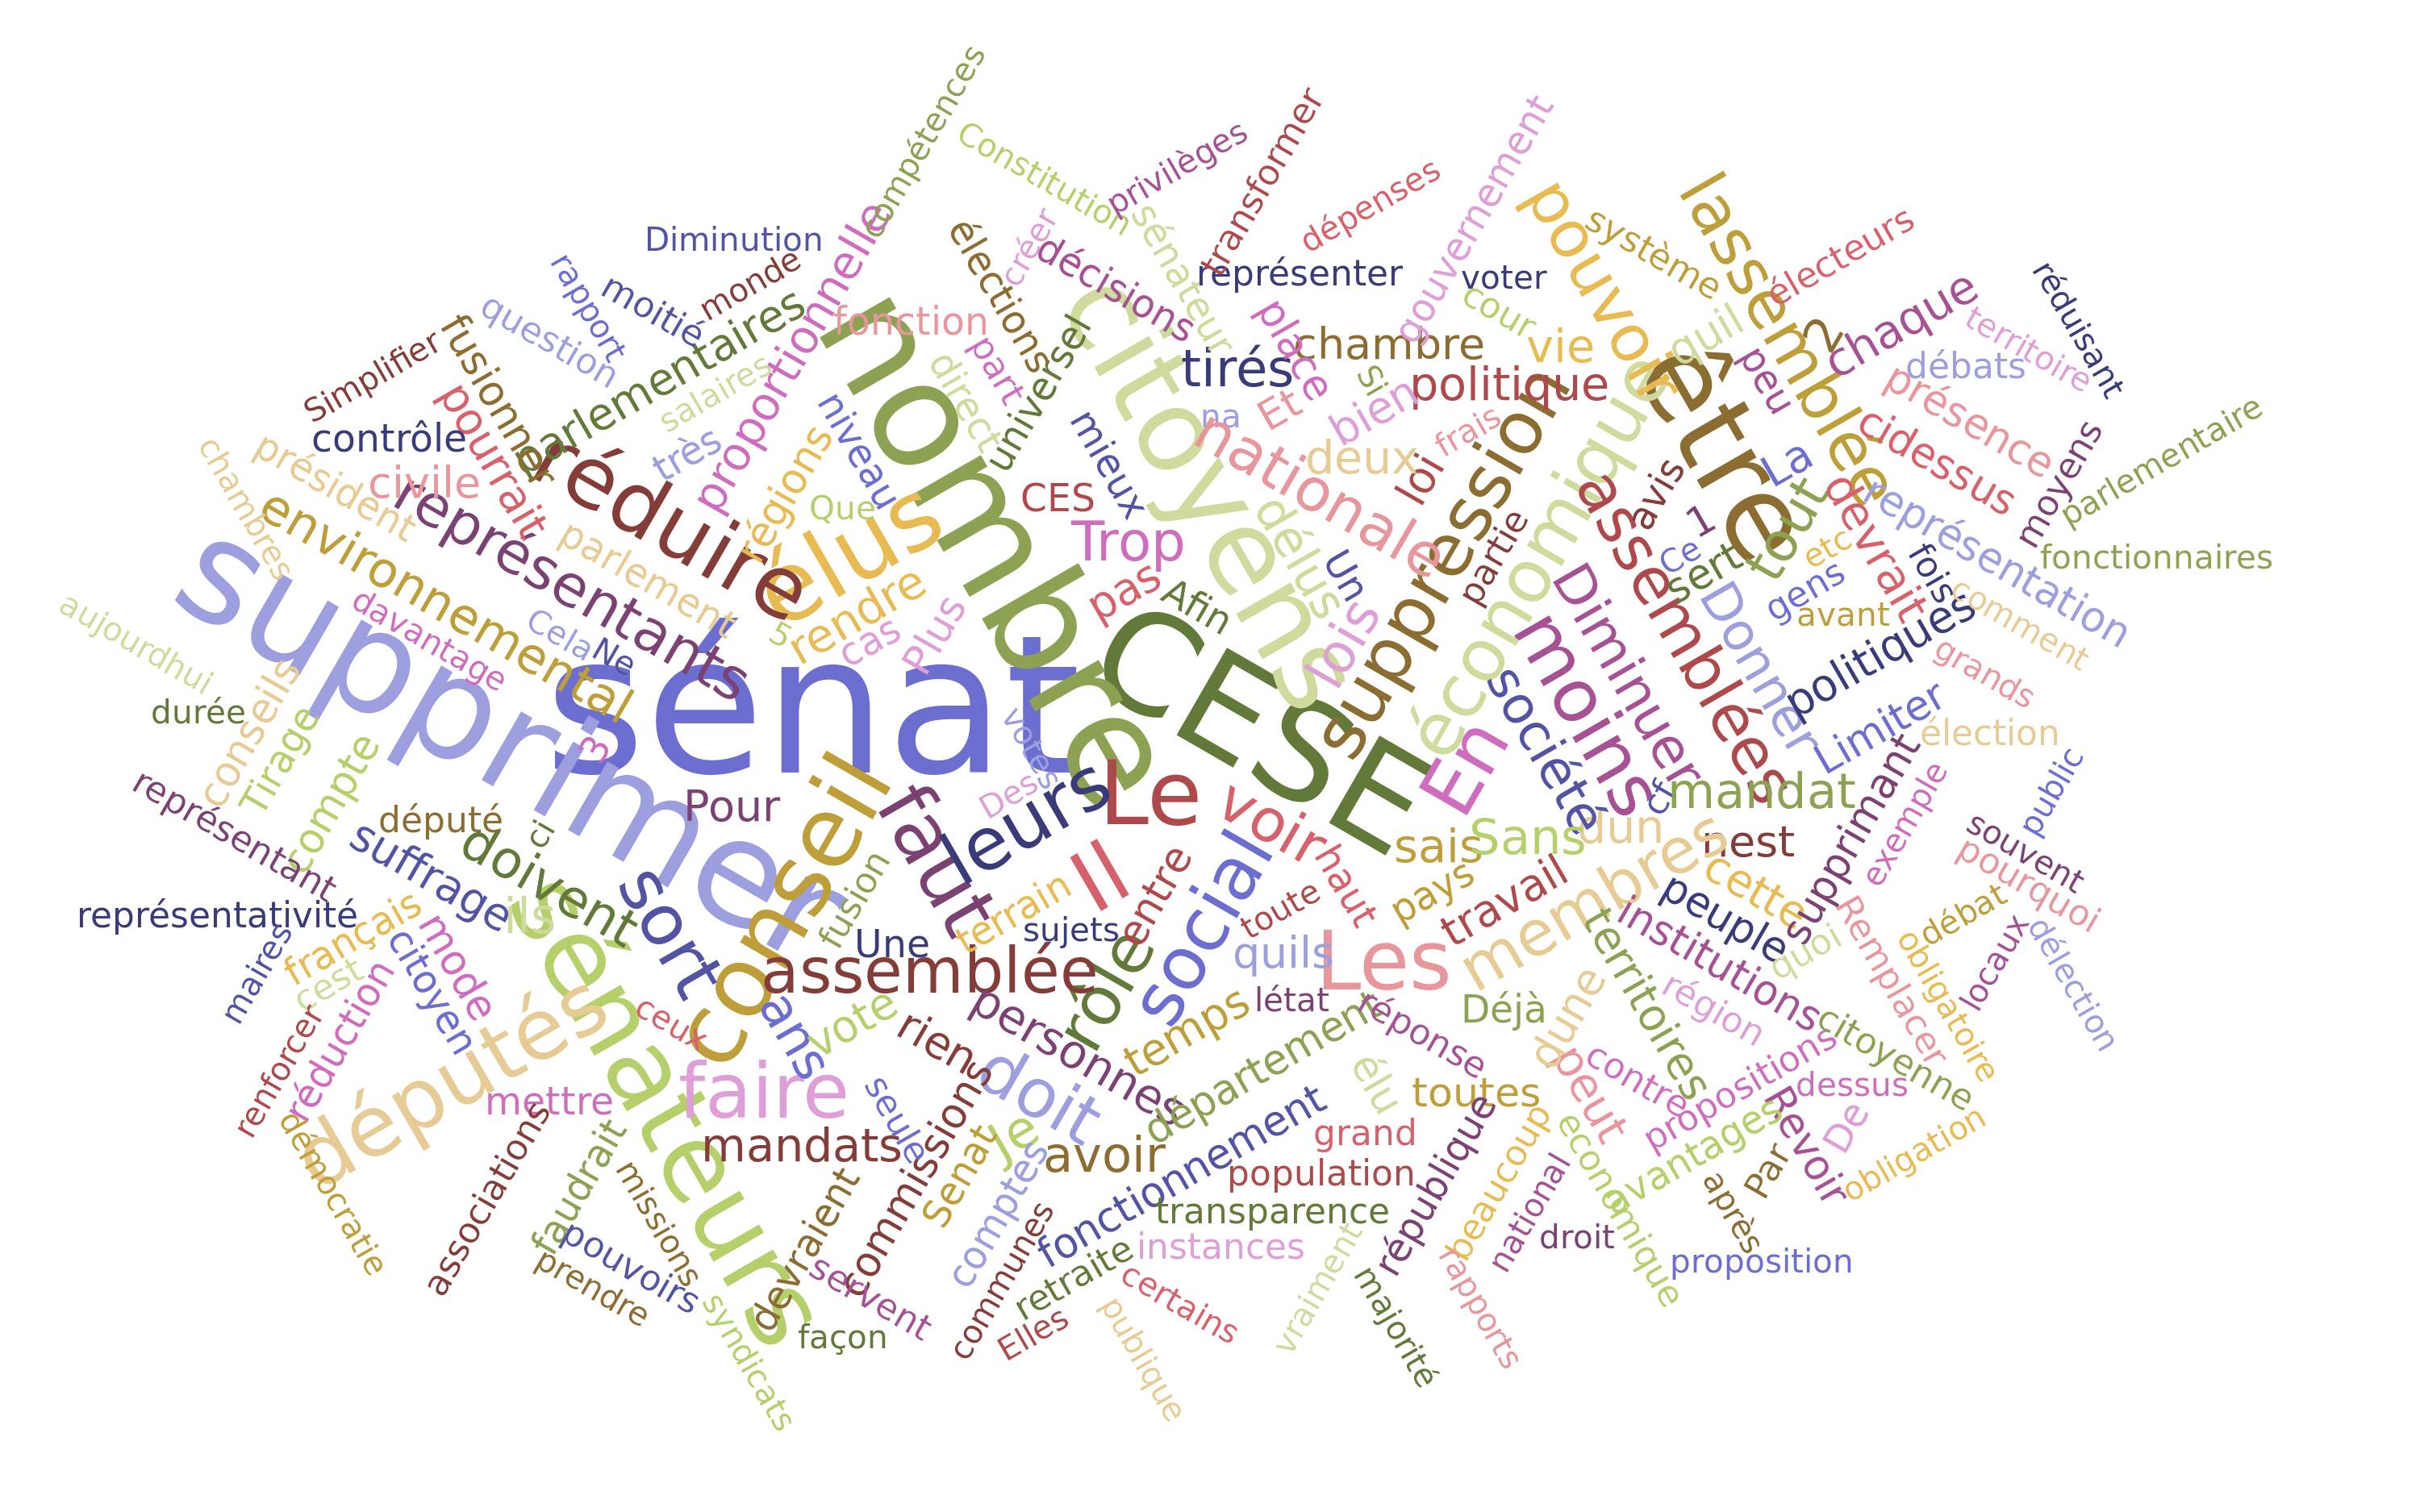 compétences
Constitution
privilèges
transformer
dépenses
gouvernement
pouvoir
système
lassemblée
électeurs
Diminution
monde
rapport
moitié
question
proportionnelle
créer
élections
décisions
sénateur
représenter
voter
cour
quil
2
chaque
territoire
réduisant
Simplifier
fusionner
parlementaires
fonction
nombre
part
direct
universel
citoyens
place
tirés
chambre
vie
politique
Si
être
peu
débats
présence
salaires
pourrait
contrôle
très
niveau
régions
mieux
na
Et
bien
frais
deux
nationale
loi
économique
La
cidessus
moyens
parlementaire
chambres
président
civile
représentants
réduire
Que
élus
CES
Trop
délus
suppression
partie
avis
1
tout
devrait
représentation
fonctionnaires
environnemental
parlement
rendre
5
cas
Plus
pas
Afin
Un
lois
assemblées
Ce
sert
etc
gens
avant
fois
comment
supprimer
davantage
Cela
Ne
aujourdhui
sénat
CESE
Diminuer
moins
Donner
politiques
grands
durée
conseils
Tirage
3
votes
société
Limiter
élection
compte
Pour
conseil
Des
leurs
Le
En
cf
mandat
supprimant
exemple
public
représentant
député
ci
suffrage
doivent
faut
Il
voir
haut
sais
Sans
dun
nest
cette
souvent
pourquoi
représentativité
ils
sort
fusion
Une
terrain
sujets
entre
social
toute
pays
travail
membres
peuple
quoi
débat
français
mode
citoyen
maires
cest
assemblée
rôle
quils
Les
territoires
institutions
Remplacer
obligatoire
locaux
délection
réduction
renforcer
députés
sénateurs
ceux
ans
vote
rien
personnes
temps
létat
réponse
Déjà
dune
région
citoyenne
démocratie
mettre
faire
seule
doit
département
élu
toutes
peut
contre
propositions
dessus
associations
faudrait
mandats
commissions
Je
avoir
fonctionnement
grand
population
république
beaucoup
economique
avantages
Revoir
De
obligation
missions
pouvoirs
prendre
devraient
Senat
comptes
transparence
national
droit
après
Par
proposition
syndicats
servent
façon
communes
retraite
Elles
instances
certains
publique
vraiment
majorité
rapports